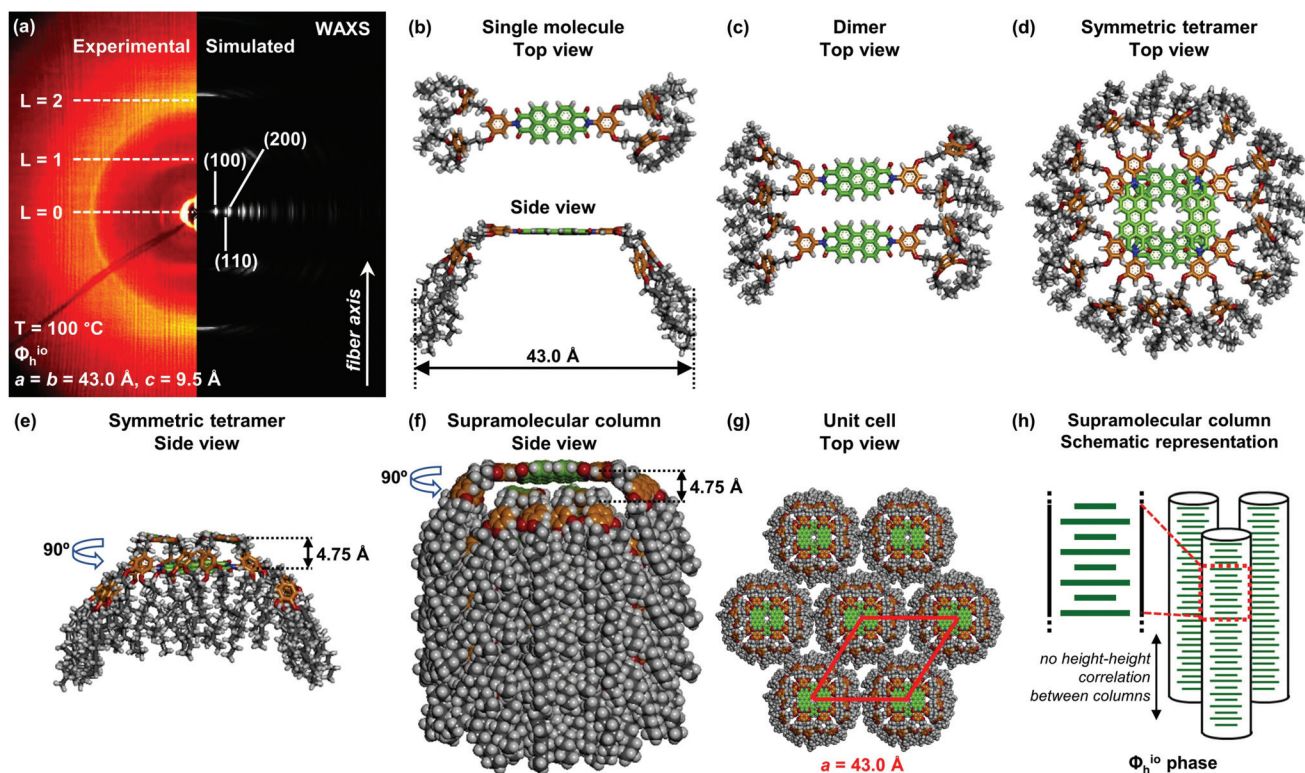 (a)
WAXS
Experimental
Simulated
L = 2
(200)
(100)
L = 1
L = 0
(110)
T = 100 °C
Φₕⁱᵒ
a = b = 43.0 Å, c = 9.5 Å
fiber axis
(b)
Single molecule
Top view
Side view
43.0 Å
(c)
Dimer
Top view
(d)
Symmetric tetramer
Top view
(e)
Symmetric tetramer
Side view
90º
4.75 Å
(f)
Supramolecular column
Side view
90º
4.75 Å
(g)
Unit cell
Top view
a = 43.0 Å
(h)
Supramolecular column
Schematic representation
no height-height
correlation
between columns
Φₕⁱᵒ phase